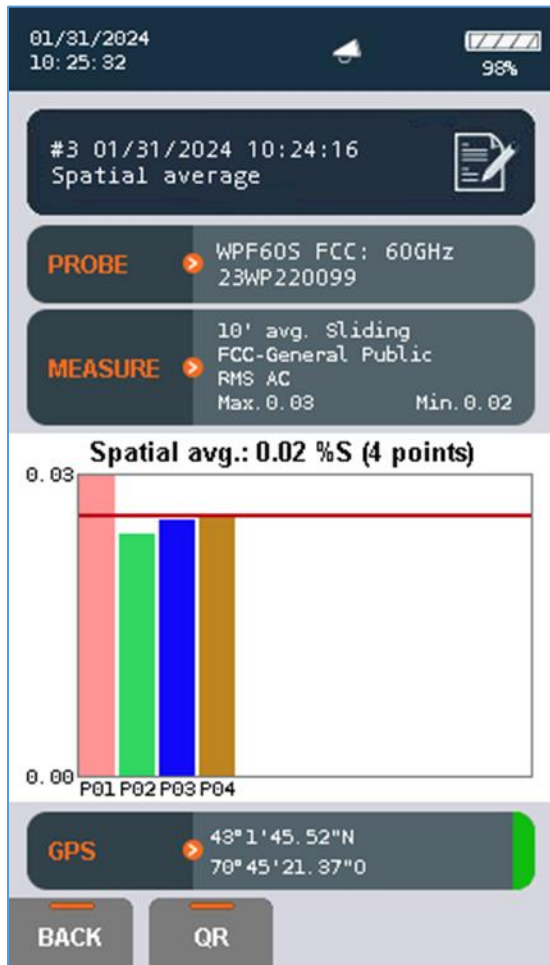 01/31/2024
10:25:32
98%
#3 01/31/2024 10:24:16
Spatial average
PROBE
WPF60S FCC: 60GHz
23WP220099
MEASURE
10' avg. Sliding
FCC-General Public
RMS AC
Max.0.03 Min.0.02
Spatial avg.: 0.02 %S (4 points)
0.03
0.00
P01 P02 P03 P04
GPS
43°1'45.52"N
70°45'21.37"O
BACK QR